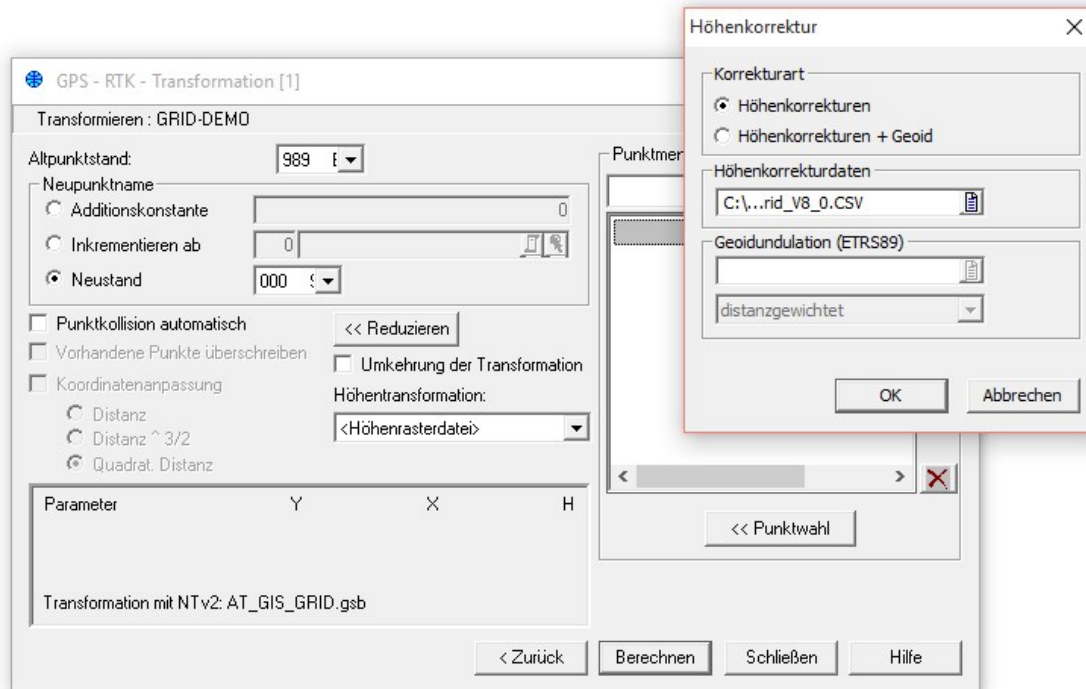 GPS - RTK - Transformation [1]
Transformieren : GRID-DEMO
Altpunktstand:
989
Neupunktname
Additionskonstante
0
Inkrementieren ab
0
Neustand
000
Punktkollision automatisch
Vorhandene Punkte überschreiben
Koordinatenanpassung
Distanz
Distanz ^ 3/2
Quadrat. Distanz
<< Reduzieren
Umkehrung der Transformation
Höhentransformation:
<Höhenrasterdatei>
Parameter Y X H
Transformation mit NTv2: AT_GIS_GRID.gsb
<< Punktwahl
< Zurück
Berechnen
Schließen
Hilfe
Höhenkorrektur
Korrekturart
Höhenkorrekturen
Höhenkorrekturen + Geoid
Höhenkorrekturdaten
C:\...rid_V8_0.CSV
Geoidundulation (ETRS89)
distanzgewichtet
OK
Abbrechen